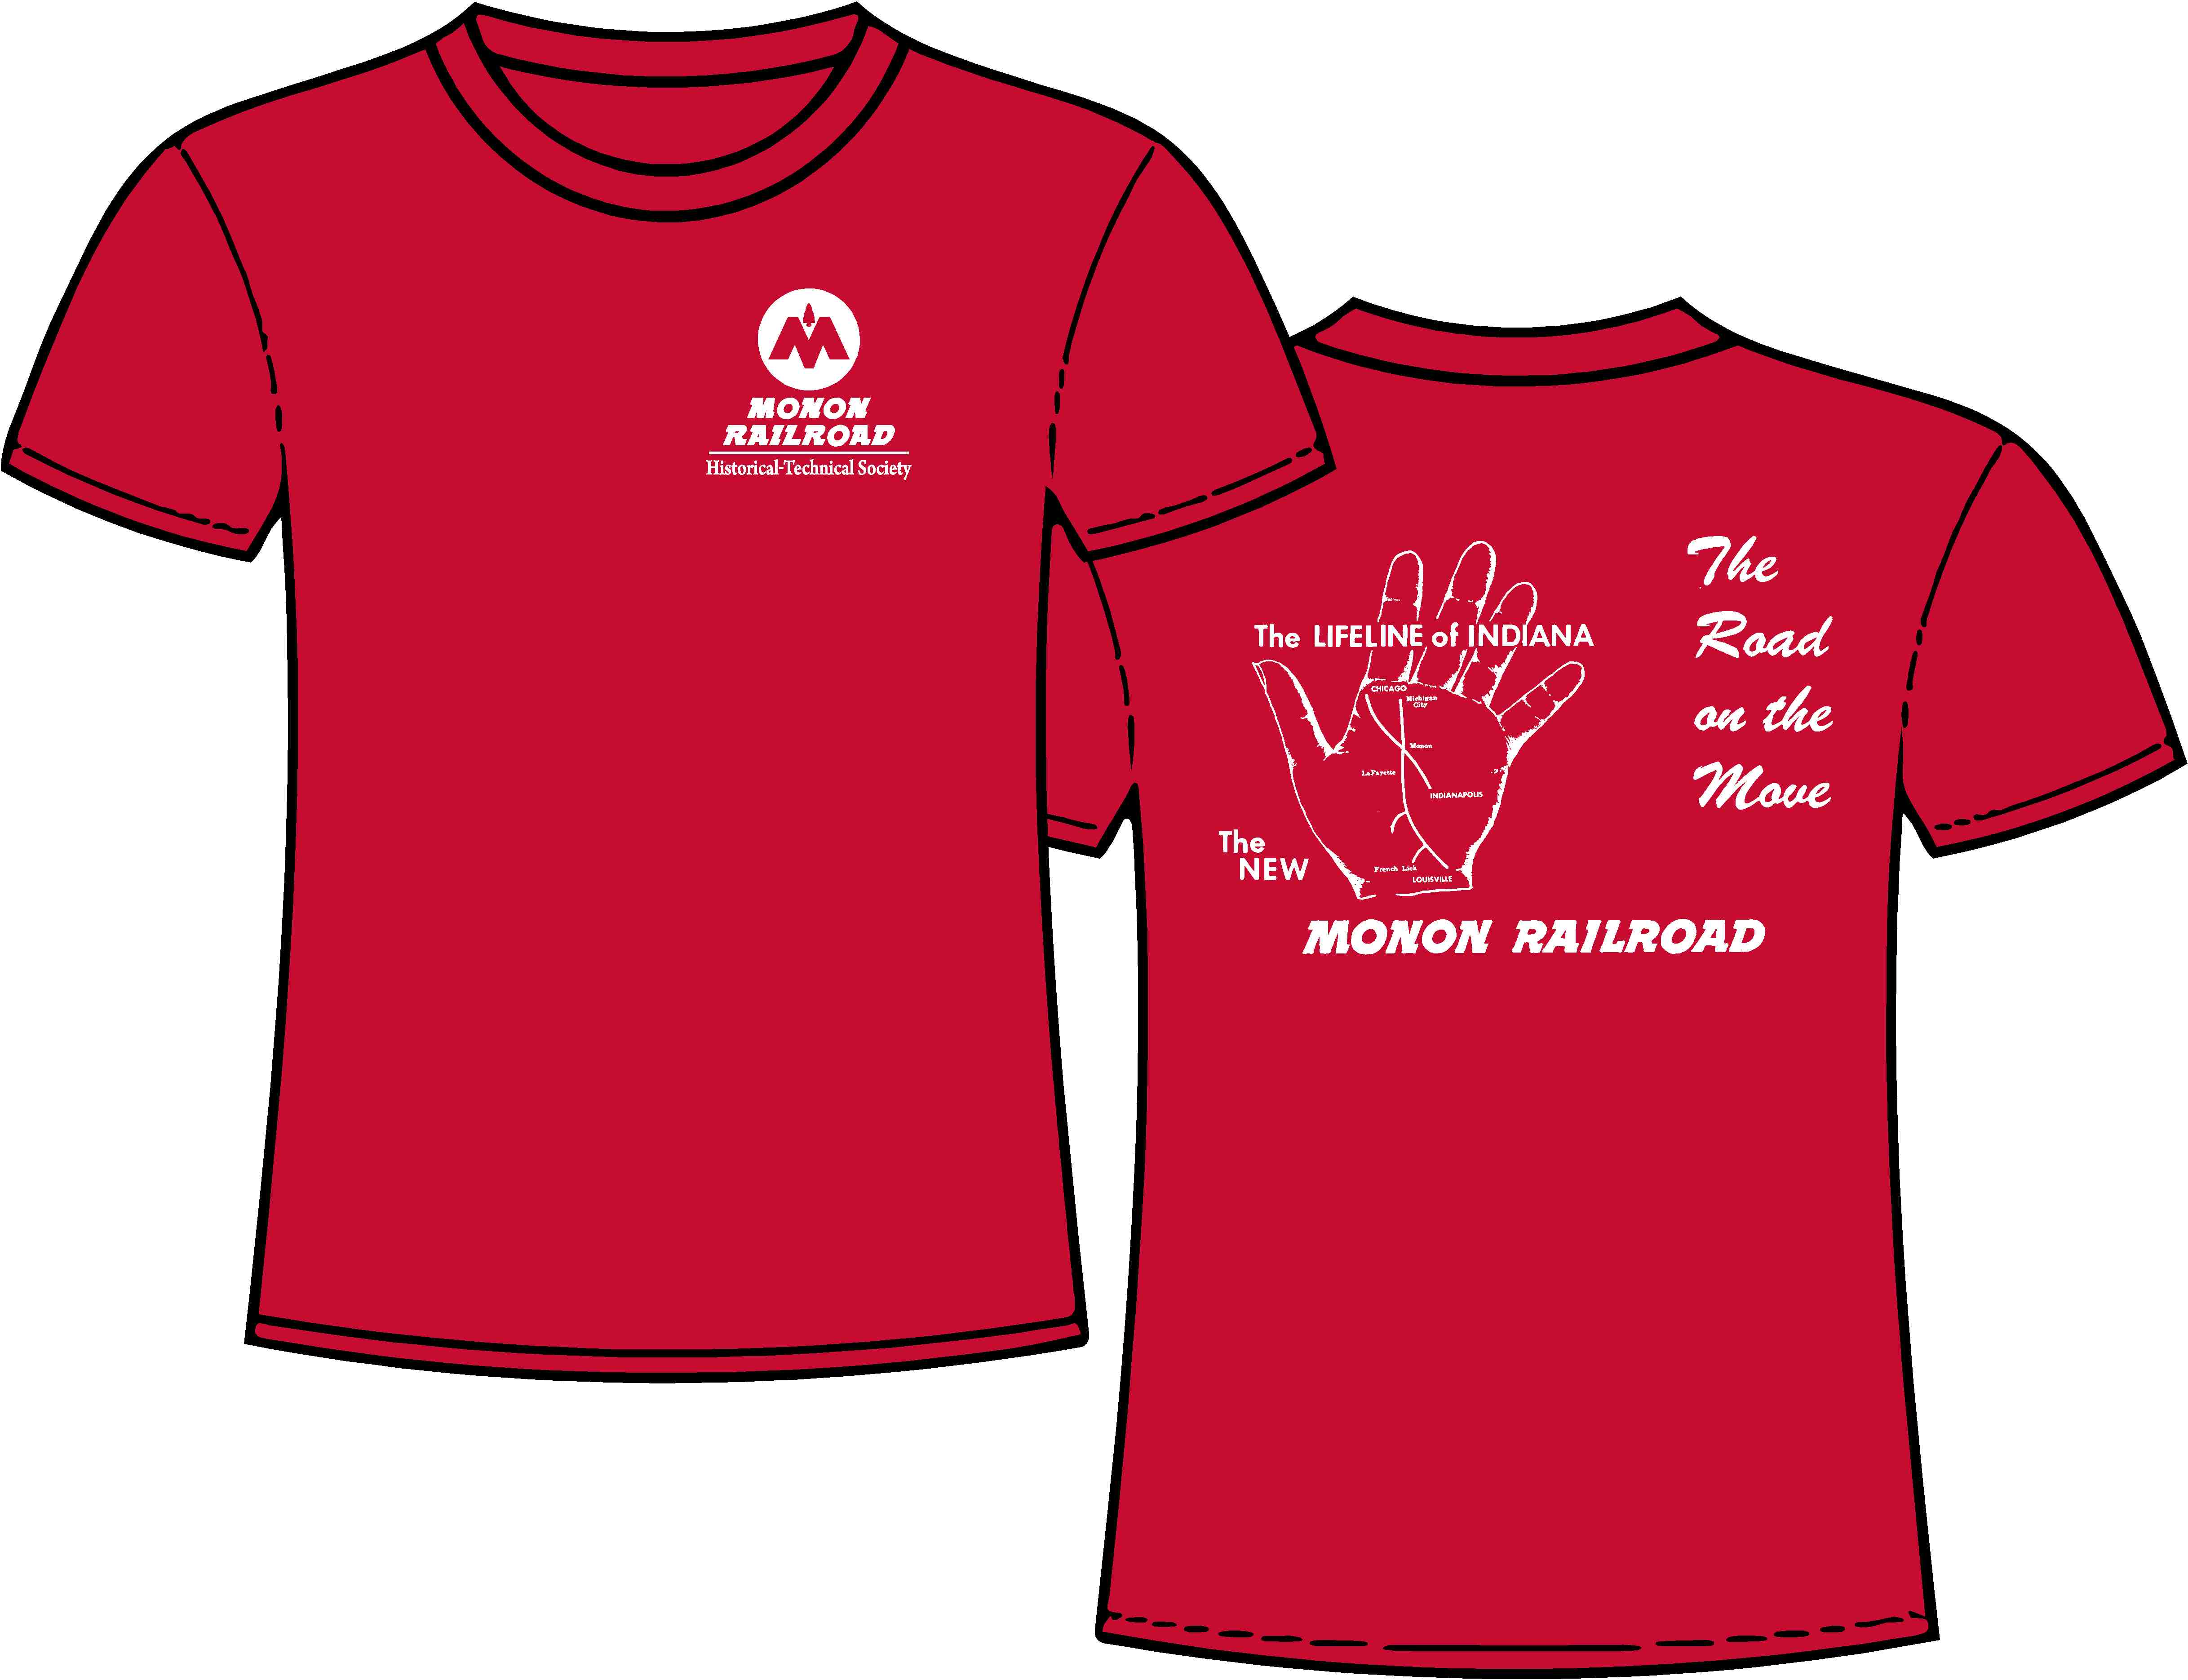 MONON
RAILROAD
Historical-Technical Society
The LIFELINE of INDIANA
CHICAGO
Michigan
City
Monon
LaFayette
INDIANAPOLIS
French Lick
LOUISVILLE
The
NEW
MONON RAILROAD
The
Road
on the
Move